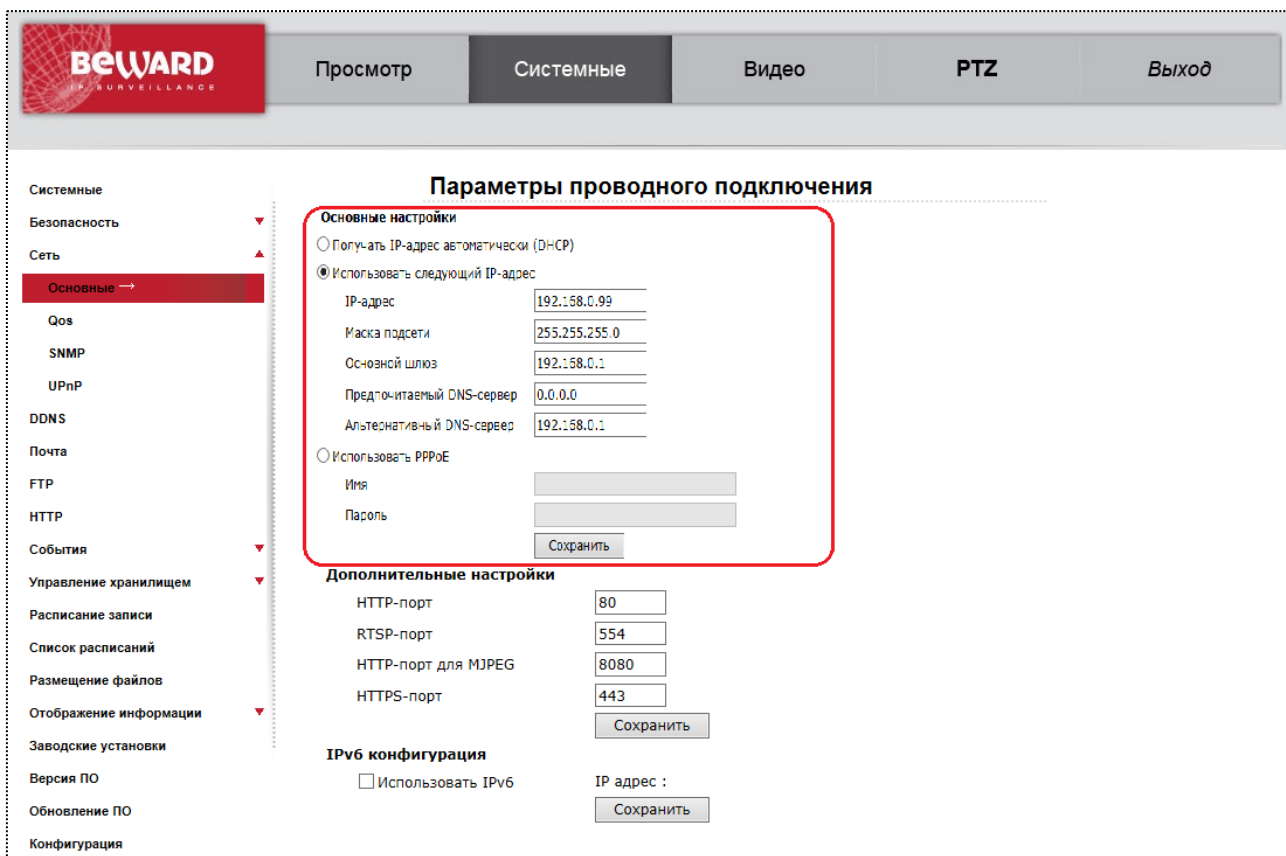 BEWARD
IP SURVEILLANCE
Просмотр
Системные
Видео
PTZ
Выход
Системные
Безопасность
Сеть
Основные →
Qos
SNMP
UPnP
DDNS
Почта
FTP
HTTP
События
Управление хранилищем
Расписание записи
Список расписаний
Размещение файлов
Отображение информации
Заводские установки
Версия ПО
Обновление ПО
Конфигурация
Параметры проводного подключения
Основные настройки
Получать IP-адрес автоматически (DHCP)
Использовать следующий IP-адрес
IP-адрес 192.168.0.99
Маска подсети 255.255.255.0
Основной шлюз 192.168.0.1
Предпочитаемый DNS-сервер 0.0.0.0
Альтернативный DNS-сервер 192.168.0.1
Использовать PPPoE
Имя
Пароль
Сохранить
Дополнительные настройки
HTTP-порт 80
RTSP-порт 554
HTTP-порт для MJPEG 8080
HTTPS-порт 443
Сохранить
IPv6 конфигурация
Использовать IPv6 IP адрес :
Сохранить